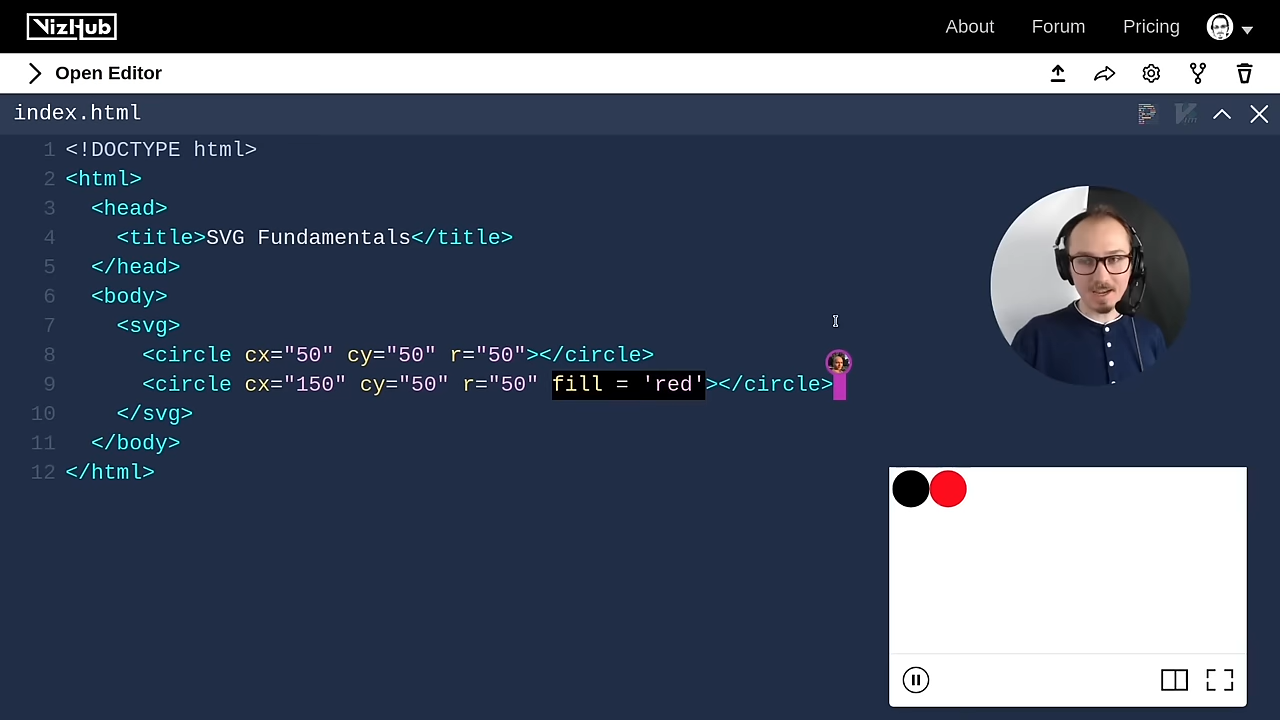 VizHub
About Forum Pricing
Open Editor
index.html
1 <!DOCTYPE html>
2 <html>
3   <head>
4     <title>SVG Fundamentals</title>
5   </head>
6   <body>
7     <svg>
8       <circle cx="50" cy="50" r="50"></circle>
9       <circle cx="150" cy="50" r="50" fill = 'red'></circle>
10     </svg>
11   </body>
12 </html>